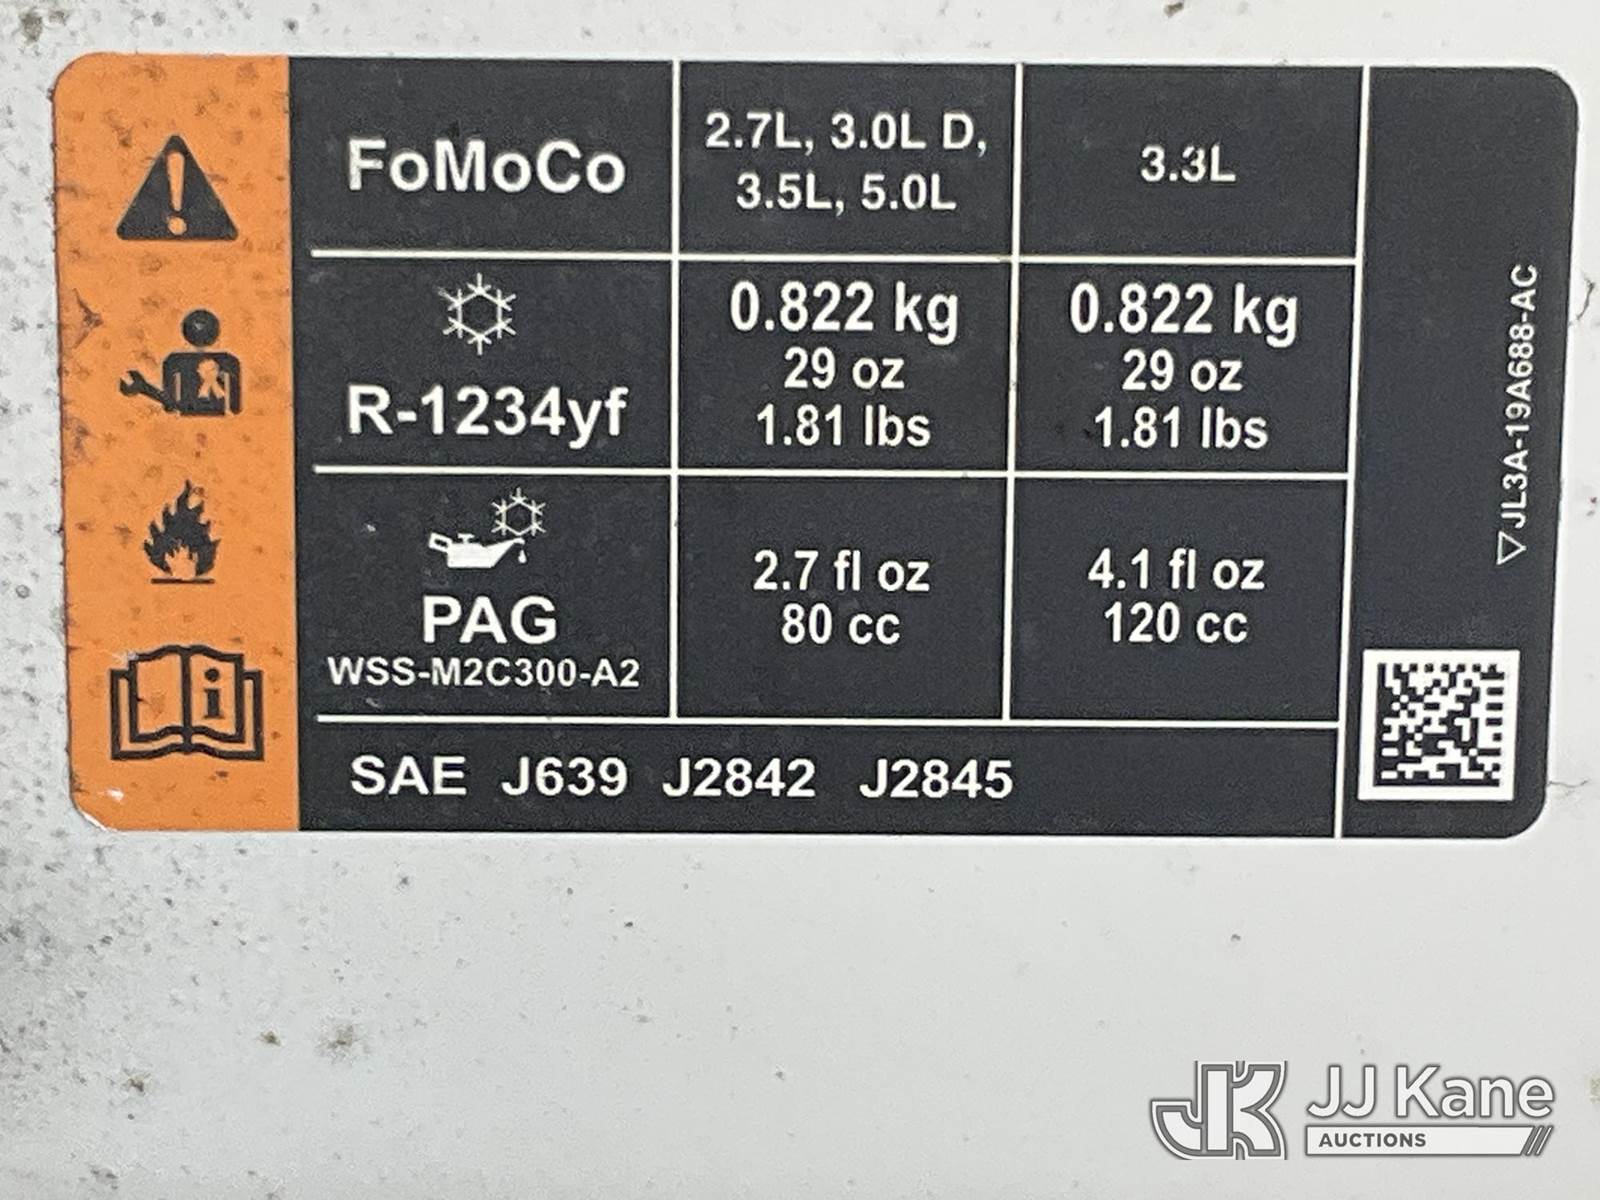 FoMoCo
2.7L, 3.0L D,
3.5L, 5.0L
3.3L
R-1234yf
0.822 kg
29 oz
1.81 lbs
0.822 kg
29 oz
1.81 lbs
PAG
WSS-M2C300-A2
2.7 fl oz
80 cc
4.1 fl oz
120 cc
SAE J639 J2842 J2845
▽JL3A-19A688-AC
JK JJ Kane
AUCTIONS